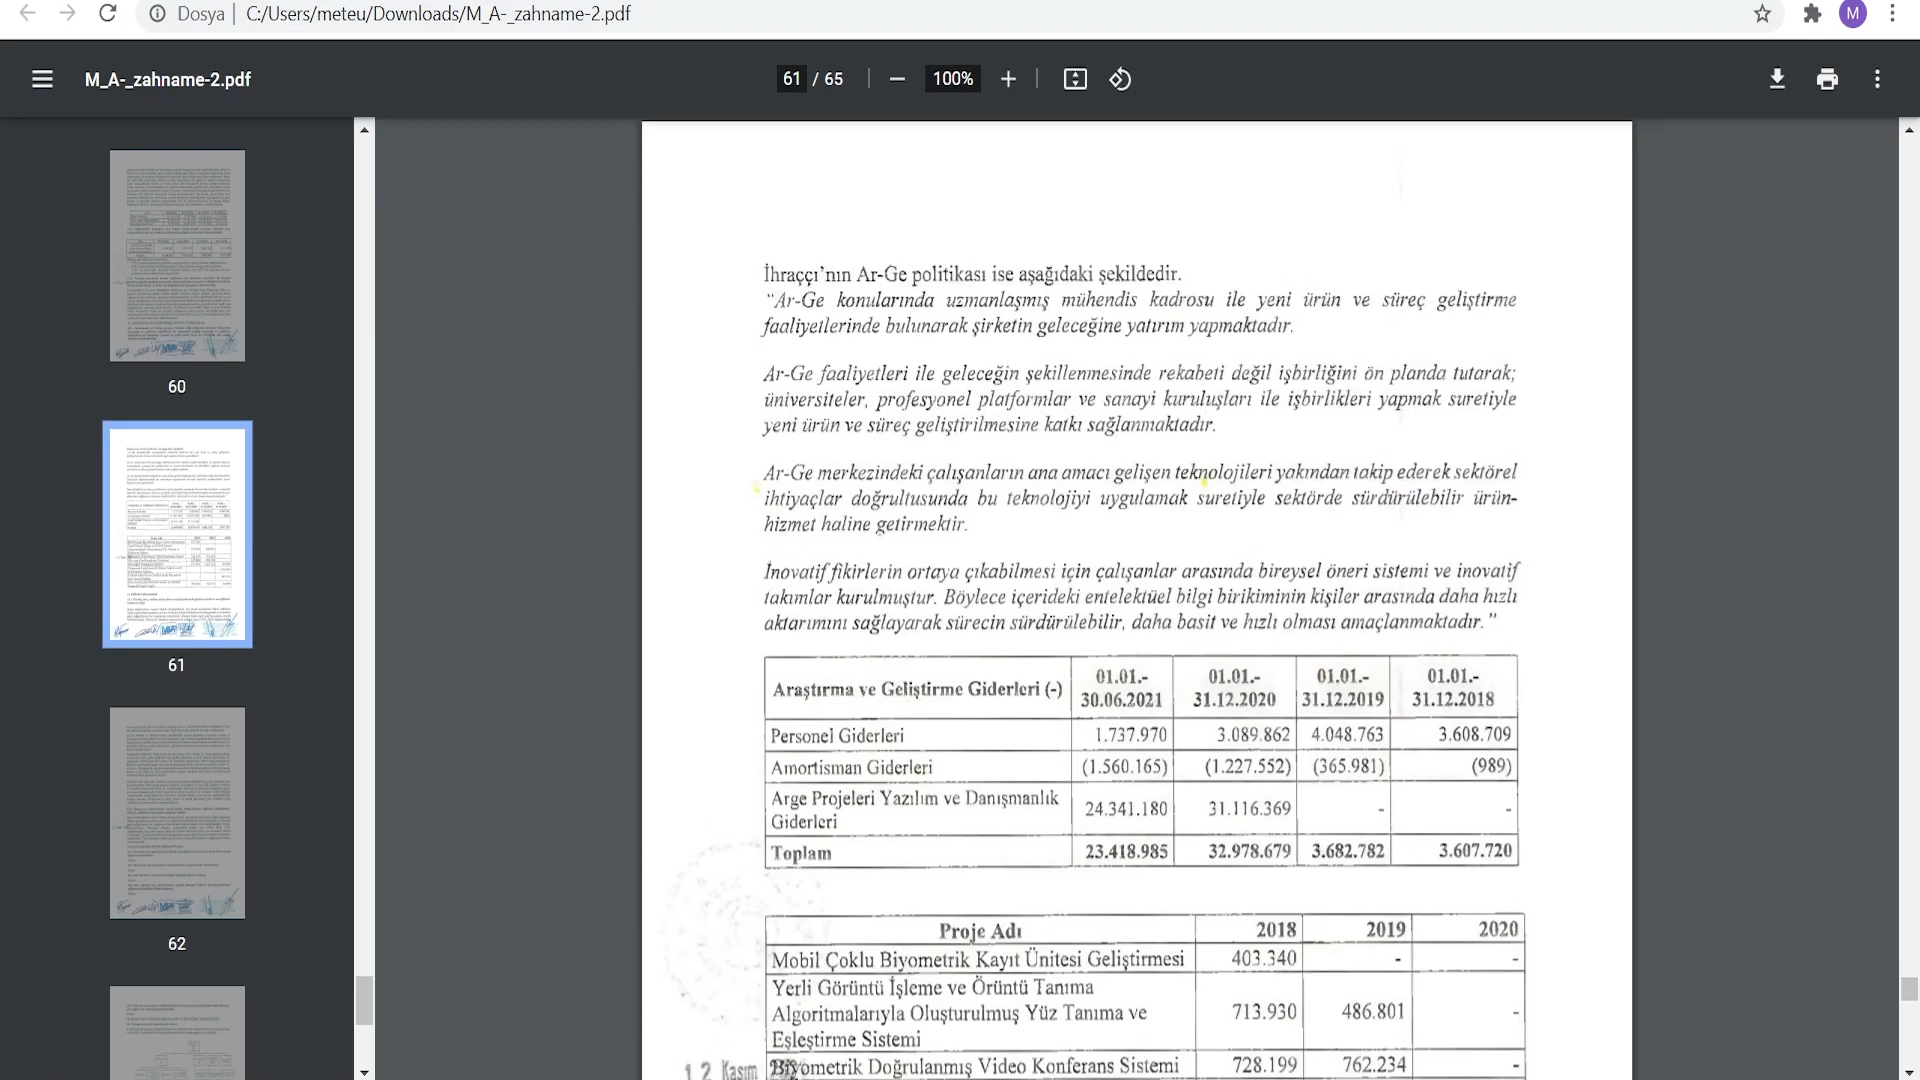 Dosya | C:/Users/meteu/Downloads/M_A-_zahname-2.pdf
M
M_A-_zahname-2.pdf
61 / 65
100%
60
61
62
İhraççı'nın Ar-Ge politikası ise aşağıdaki şekildedir.
"Ar-Ge konularında uzmanlaşmış mühendis kadrosu ile yeni ürün ve süreç geliştirme
faaliyetlerinde bulunarak şirketin geleceğine yatırım yapmaktadır.
Ar-Ge faaliyetleri ile geleceğin şekillenmesinde rekabeti değil işbirliğini ön planda tutarak;
üniversiteler, profesyonel platformlar ve sanayi kuruluşları ile işbirlikleri yapmak suretiyle
yeni ürün ve süreç geliştirilmesine katkı sağlanmaktadır.
Ar-Ge merkezindeki çalışanların ana amacı gelişen teknolojileri yakından takip ederek sektörel
ihtiyaçlar doğrultusunda bu teknolojiyi uygulamak suretiyle sektörde sürdürülebilir ürün-
hizmet haline getirmektir.
İnovatif fikirlerin ortaya çıkabilmesi için çalışanlar arasında bireysel öneri sistemi ve inovatif
takımlar kurulmuştur. Böylece içerideki entelektüel bilgi birikiminin kişiler arasında daha hızlı
aktarımını sağlayarak sürecin sürdürülebilir, daha basit ve hızlı olması amaçlanmaktadır."
Araştırma ve Geliştirme Giderleri (-) 01.01.-30.06.2021 01.01.-31.12.2020 01.01.-31.12.2019 01.01.-31.12.2018
Personel Giderleri 1.737.970 3.089.862 4.048.763 3.608.709
Amortisman Giderleri (1.560.165) (1.227.552) (365.981) (989)
Arge Projeleri Yazılım ve Danışmanlık
Giderleri 24.341.180 31.116.369 - -
Toplam 23.418.985 32.978.679 3.682.782 3.607.720
Proje Adı 2018 2019 2020
Mobil Çoklu Biyometrik Kayıt Ünitesi Geliştirmesi 403.340 - -
Yerli Görüntü İşleme ve Örüntü Tanıma
Algoritmalarıyla Oluşturulmuş Yüz Tanıma ve 713.930 486.801 -
Eşleştirme Sistemi
Biyometrik Doğrulanmış Video Konferans Sistemi 728.199 762.234 -
1 2 Kasım